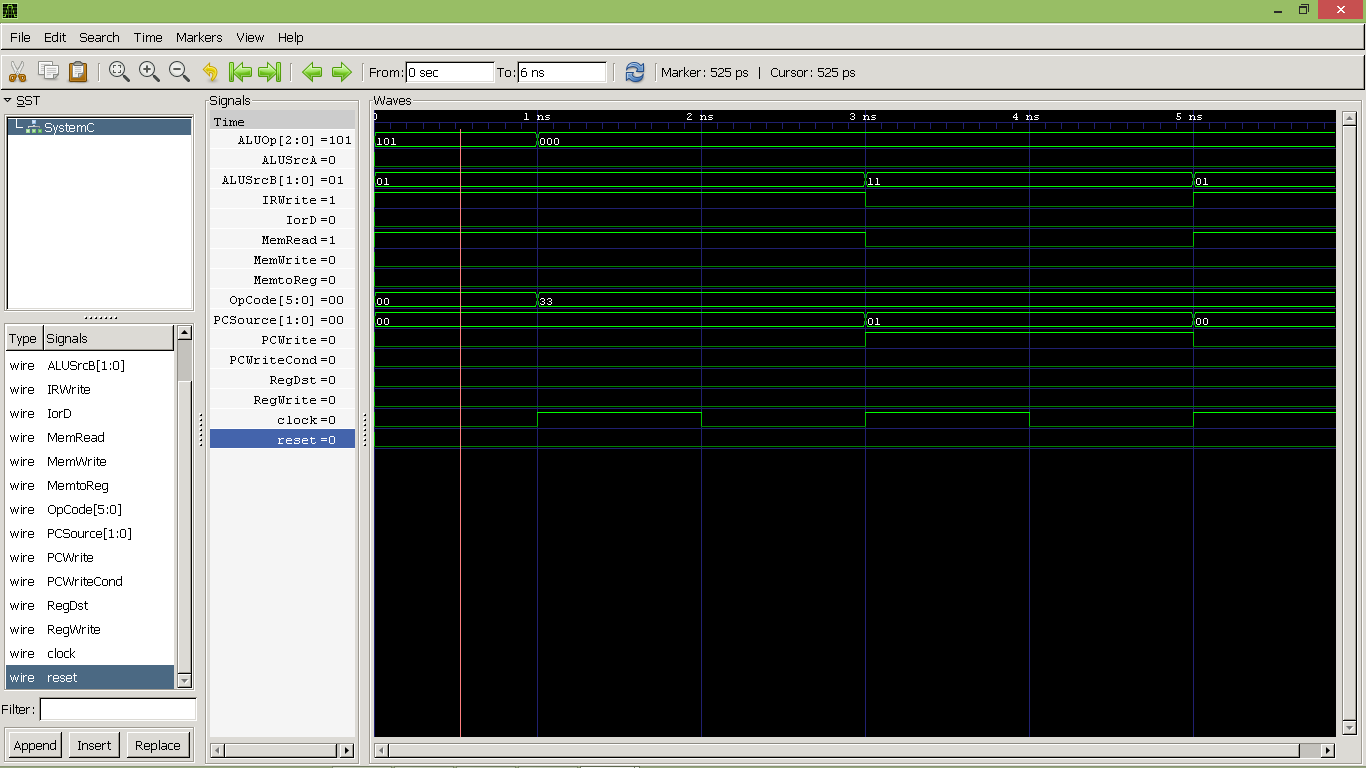 File Edit Search Time Markers View Help
From: 0 sec To: 6 ns Marker: 525 ps | Cursor: 525 ps
SST
SystemC
Type Signals
wire ALUSrcB[1:0]
wire IRWrite
wire IorD
wire MemRead
wire MemWrite
wire MemtoReg
wire OpCode[5:0]
wire PCSource[1:0]
wire PCWrite
wire PCWriteCond
wire RegDst
wire RegWrite
wire clock
wire reset
Filter:
Append Insert Replace
Signals
Time
ALUOp[2:0] =101
ALUSrcA =0
ALUSrcB[1:0] =01
IRWrite =1
IorD =0
MemRead =1
MemWrite =0
MemtoReg =0
OpCode[5:0] =00
PCSource[1:0] =00
PCWrite =0
PCWriteCond =0
RegDst =0
RegWrite =0
clock =0
reset =0
Waves
0 1 ns 2 ns 3 ns 4 ns 5 ns
101 000
01 11 01
00 33
00 01 00